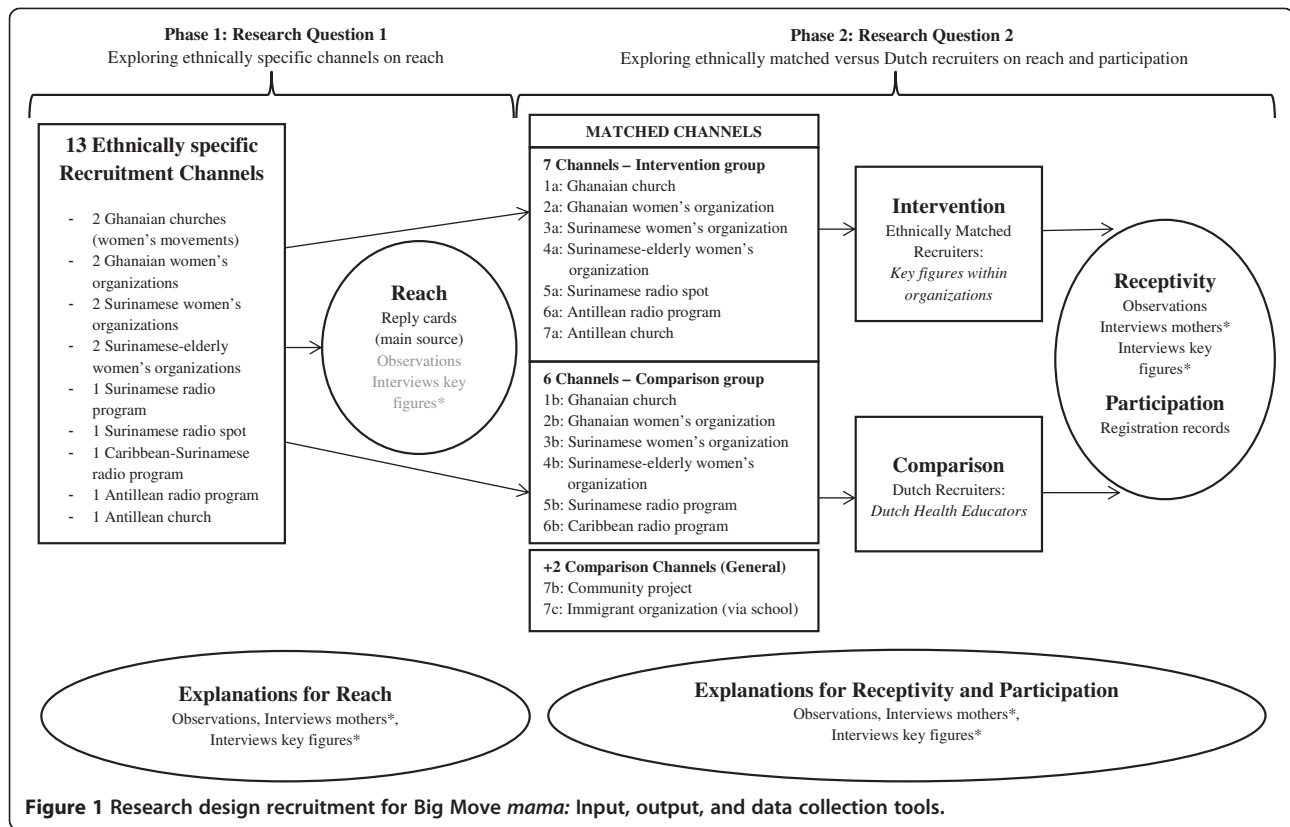 Phase 1: Research Question 1
Exploring ethnically specific channels on reach
Phase 2: Research Question 2
Exploring ethnically matched versus Dutch recruiters on reach and participation
13 Ethnically specific
Recruitment Channels
- 2 Ghanaian churches
(women's movements)
- 2 Ghanaian women's
organizations
- 2 Surinamese women's
organizations
- 2 Surinamese-elderly
women's organizations
- 1 Surinamese radio
program
- 1 Surinamese radio spot
- 1 Caribbean-Surinamese
radio program
- 1 Antillean radio program
- 1 Antillean church
Reach
Reply cards
(main source)
Observations
Interviews key
figures*
MATCHED CHANNELS
7 Channels – Intervention group
1a: Ghanaian church
2a: Ghanaian women's organization
3a: Surinamese women's organization
4a: Surinamese-elderly women's
organization
5a: Surinamese radio spot
6a: Antillean radio program
7a: Antillean church
6 Channels – Comparison group
1b: Ghanaian church
2b: Ghanaian women's organization
3b: Surinamese women's organization
4b: Surinamese-elderly women's
organization
5b: Surinamese radio program
6b: Caribbean radio program
+2 Comparison Channels (General)
7b: Community project
7c: Immigrant organization (via school)
Intervention
Ethnically Matched
Recruiters:
Key figures within
organizations
Comparison
Dutch Recruiters:
Dutch Health Educators
Receptivity
Observations
Interviews mothers*
Interviews key
figures*
Participation
Registration records
Explanations for Reach
Observations, Interviews mothers*,
Interviews key figures*
Explanations for Receptivity and Participation
Observations, Interviews mothers*,
Interviews key figures*
Figure 1 Research design recruitment for Big Move mama: Input, output, and data collection tools.